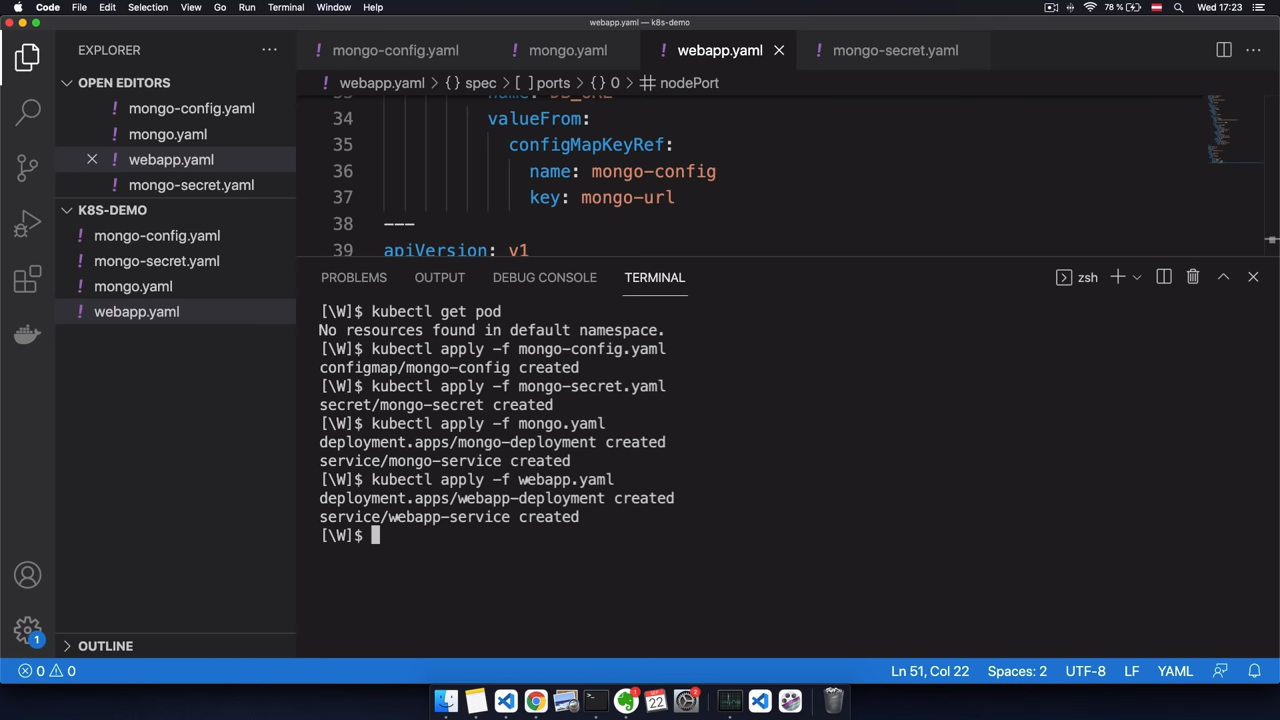 Code File Edit Selection View Go Run Terminal Window Help 78 % Wed 17:23
webapp.yaml — k8s-demo
EXPLORER
OPEN EDITORS
! mongo-config.yaml
! mongo.yaml
! webapp.yaml
! mongo-secret.yaml
K8S-DEMO
! mongo-config.yaml
! mongo-secret.yaml
! mongo.yaml
! webapp.yaml
OUTLINE
! mongo-config.yaml ! mongo.yaml ! webapp.yaml ! mongo-secret.yaml
! webapp.yaml > {} spec > [ ] ports > {} 0 > # nodePort
34 valueFrom:
35 configMapKeyRef:
36 name: mongo-config
37 key: mongo-url
38 ---
39 apiVersion: v1
PROBLEMS OUTPUT DEBUG CONSOLE TERMINAL zsh
[\W]$ kubectl get pod
No resources found in default namespace.
[\W]$ kubectl apply -f mongo-config.yaml
configmap/mongo-config created
[\W]$ kubectl apply -f mongo-secret.yaml
secret/mongo-secret created
[\W]$ kubectl apply -f mongo.yaml
deployment.apps/mongo-deployment created
service/mongo-service created
[\W]$ kubectl apply -f webapp.yaml
deployment.apps/webapp-deployment created
service/webapp-service created
[\W]$
1
0 0 Ln 51, Col 22 Spaces: 2 UTF-8 LF YAML
1 22 2